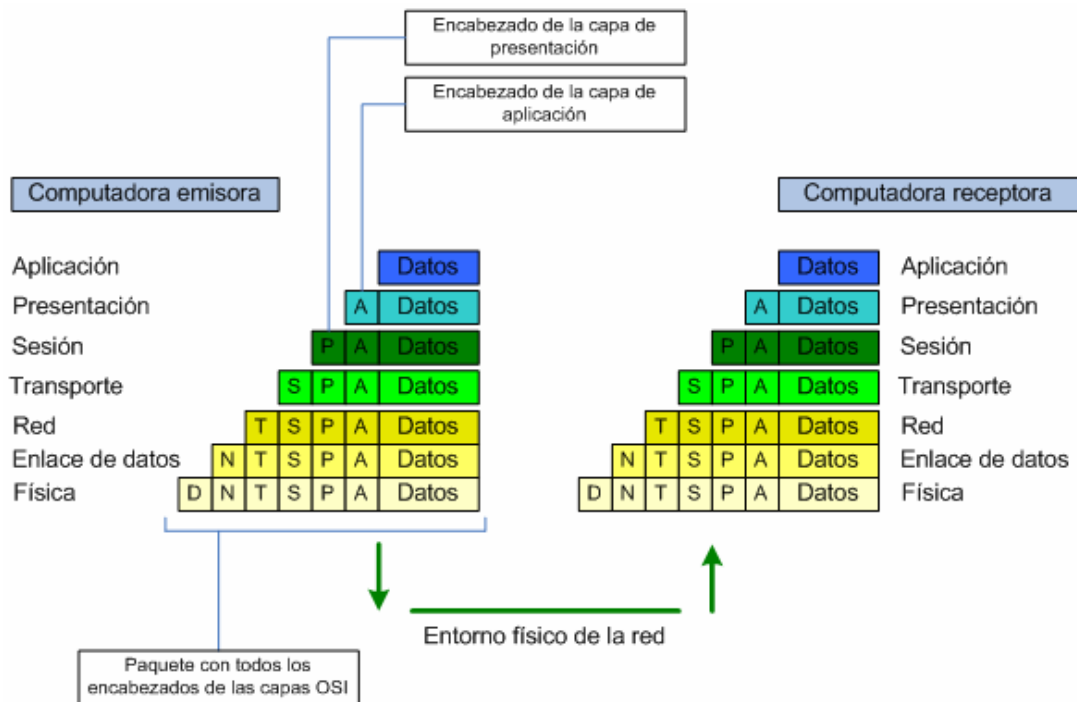 Encabezado de la capa de
presentación
Encabezado de la capa de
aplicación
Computadora emisora
Computadora receptora
Aplicación Datos Datos Aplicación
Presentación A Datos A Datos Presentación
Sesión P A Datos P A Datos Sesión
Transporte S P A Datos S P A Datos Transporte
Red T S P A Datos T S P A Datos Red
Enlace de datos N T S P A Datos N T S P A Datos Enlace de datos
Física D N T S P A Datos D N T S P A Datos Física
Entorno físico de la red
Paquete con todos los
encabezados de las capas OSI